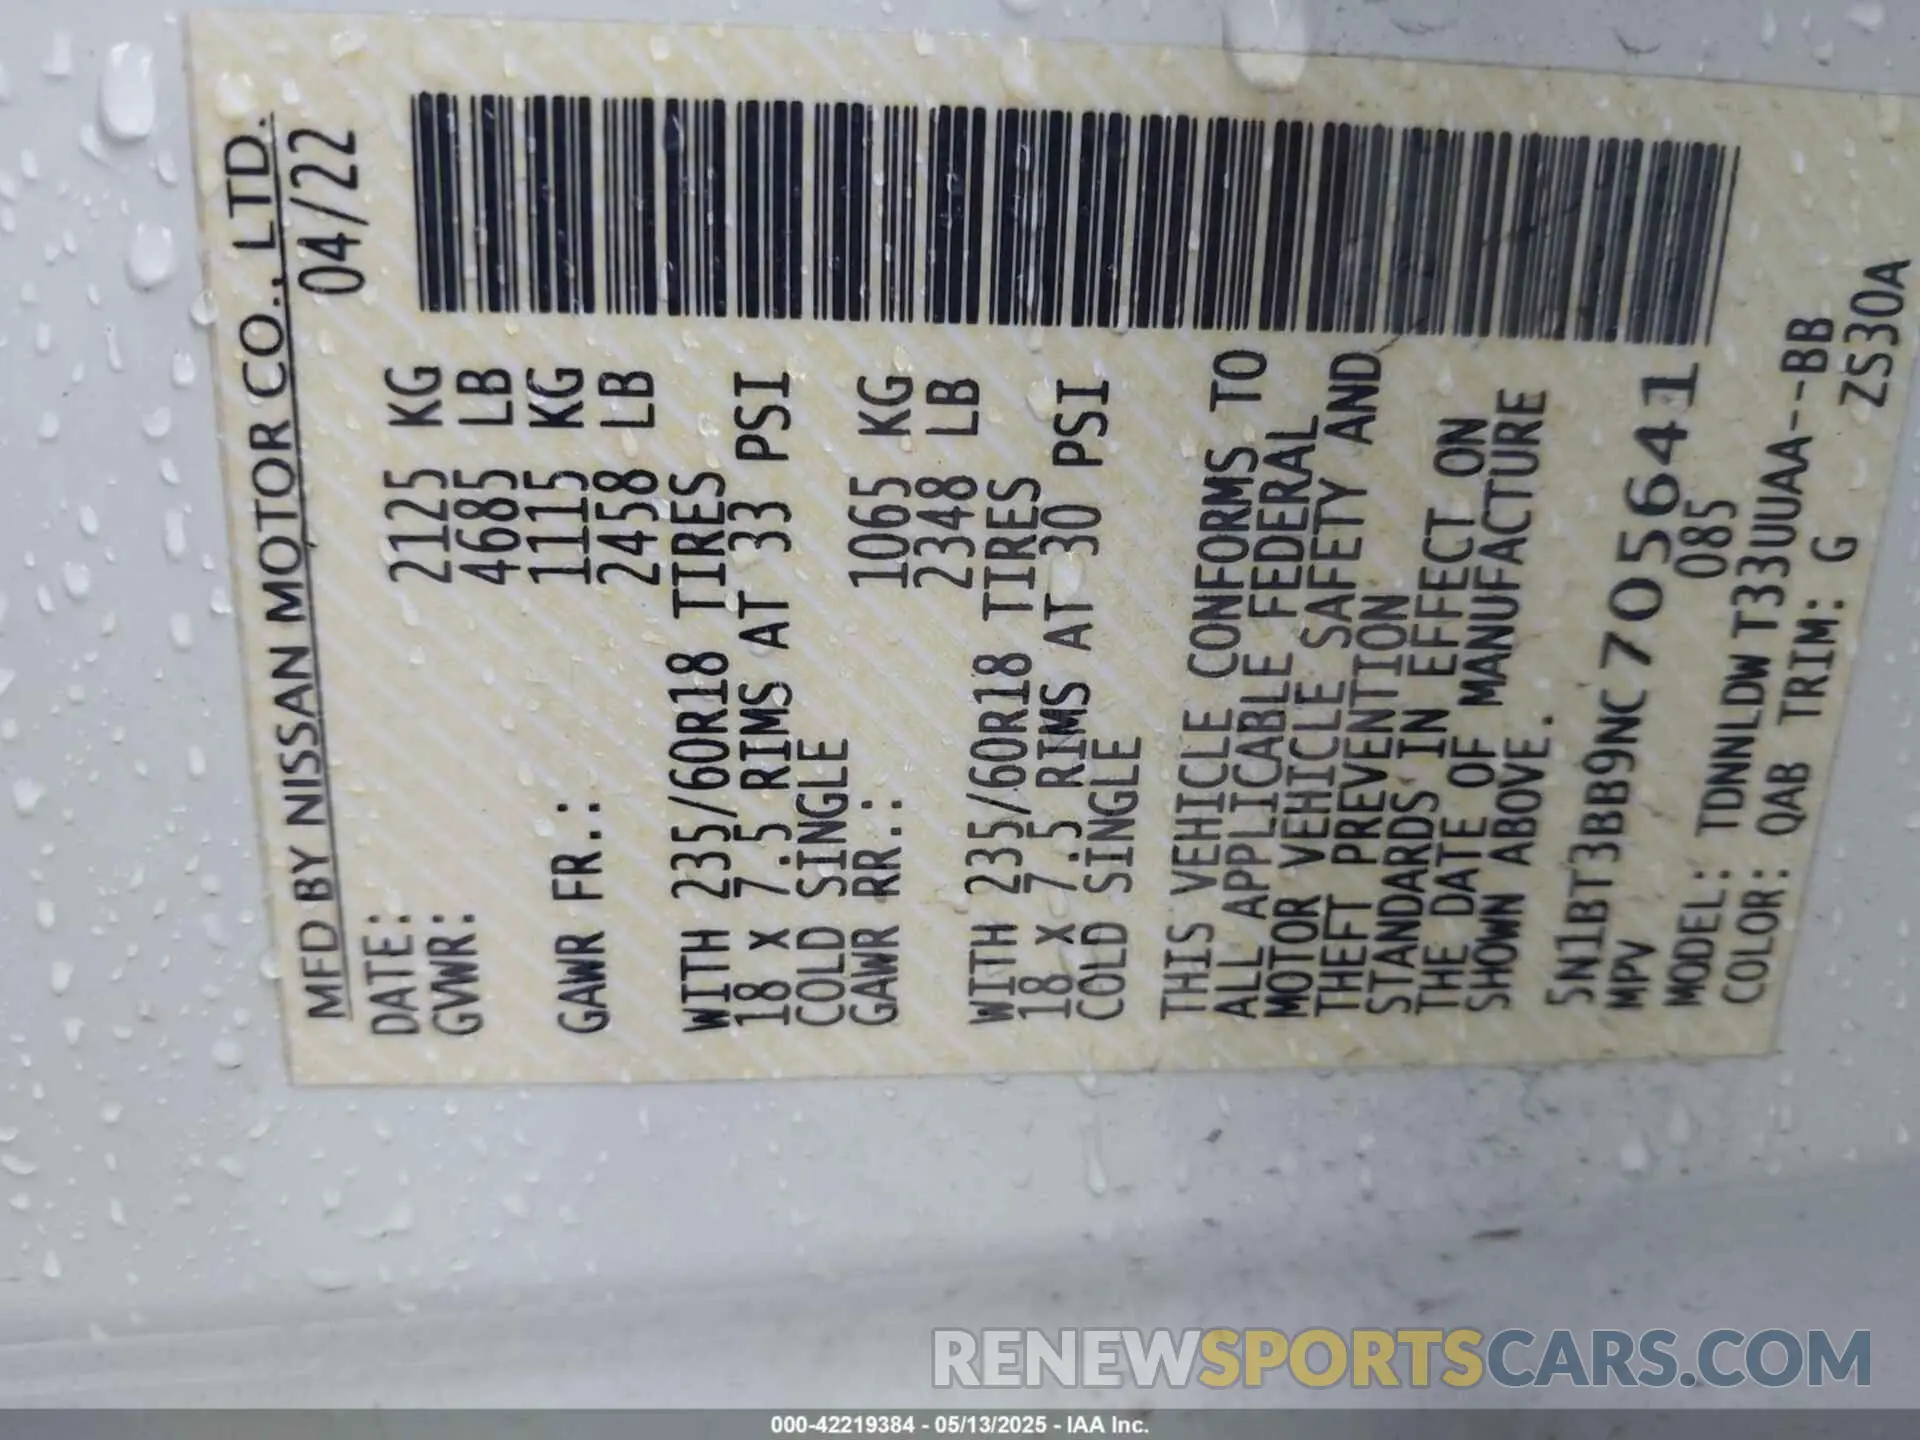 MFD BY NISSAN MOTOR CO., LTD.
DATE: 04/22
GVWR: 2125 KG
4685 LB
GAWR FR.: 1115 KG
2458 LB
WITH 235/60R18 TIRES
18 X 7.5 RIMS AT 33 PSI
COLD SINGLE
GAWR RR.: 1065 KG
2348 LB
WITH 235/60R18 TIRES
18 X 7.5 RIMS AT 30 PSI
COLD SINGLE
THIS VEHICLE CONFORMS TO
ALL APPLICABLE FEDERAL
MOTOR VEHICLE SAFETY AND
THEFT PREVENTION
STANDARDS IN EFFECT ON
THE DATE OF MANUFACTURE
SHOWN ABOVE.
5N1BT3BB9NC705641
MPV 085
MODEL: TDNNLDW T33UUAA--BB
COLOR: QAB TRIM: G ZS30A
RENEWSPORTSCARS.COM
000-42219384 - 05/13/2025 - IAA Inc.